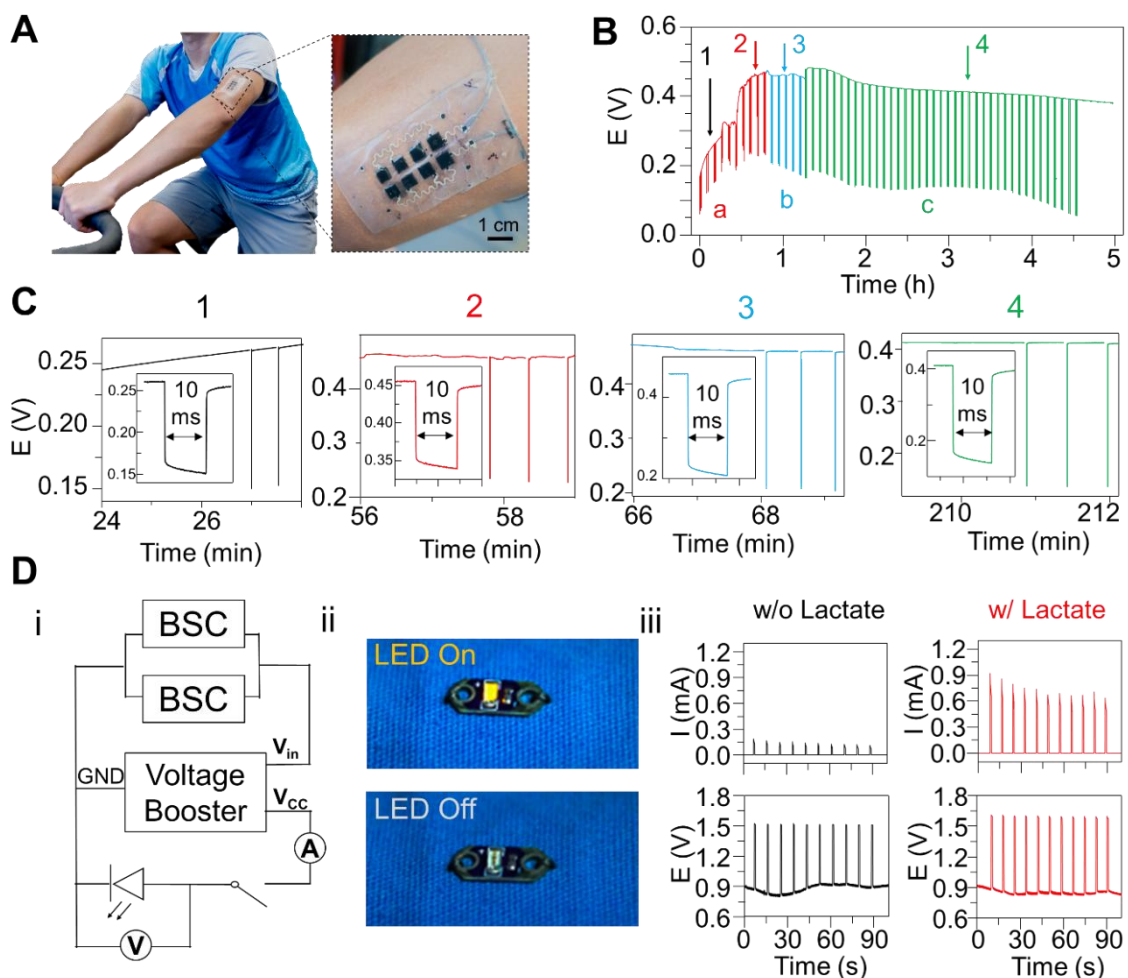 A
1 cm
B
E (V)
0.6
0.4
0.2
0.0
1
2
3
4
a
b
c
0 1 2 3 4 5
Time (h)
C
1
E (V)
0.25
0.20
0.15
0.25
0.20
0.15
10
ms
24 26
Time (min)
2
0.4
0.3
0.2
0.45
0.40
0.35
10
ms
56 58
Time (min)
3
0.4
0.3
0.2
0.4
0.2
10
ms
66 68
Time (min)
4
0.4
0.3
0.2
0.4
0.2
10
ms
210 212
Time (min)
D
i
BSC
BSC
Vin
GND
Voltage
Booster
VCC
A
V
ii
LED On
LED Off
iii
w/o Lactate
I (mA)
1.2
0.9
0.6
0.3
0.0
E (V)
1.8
1.5
1.2
0.9
0.6
0 30 60 90
Time (s)
w/ Lactate
I (mA)
1.2
0.9
0.6
0.3
0.0
E (V)
1.8
1.5
1.2
0.9
0.6
0 30 60 90
Time (s)